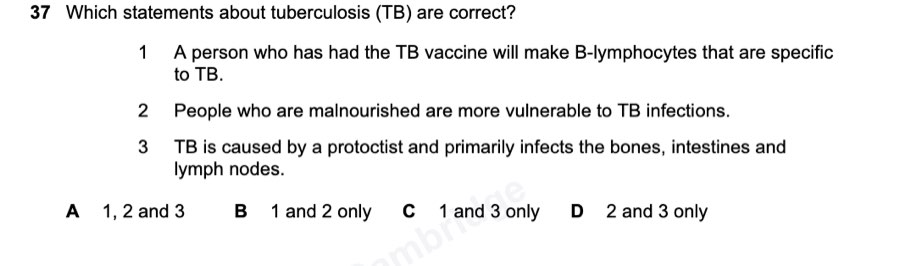 37 Which statements about tuberculosis (TB) are correct?
1 A person who has had the TB vaccine will make B-lymphocytes that are specific
to TB.
2 People who are malnourished are more vulnerable to TB infections.
3 TB is caused by a protoctist and primarily infects the bones, intestines and
lymph nodes.
A 1, 2 and 3 B 1 and 2 only C 1 and 3 only D 2 and 3 only